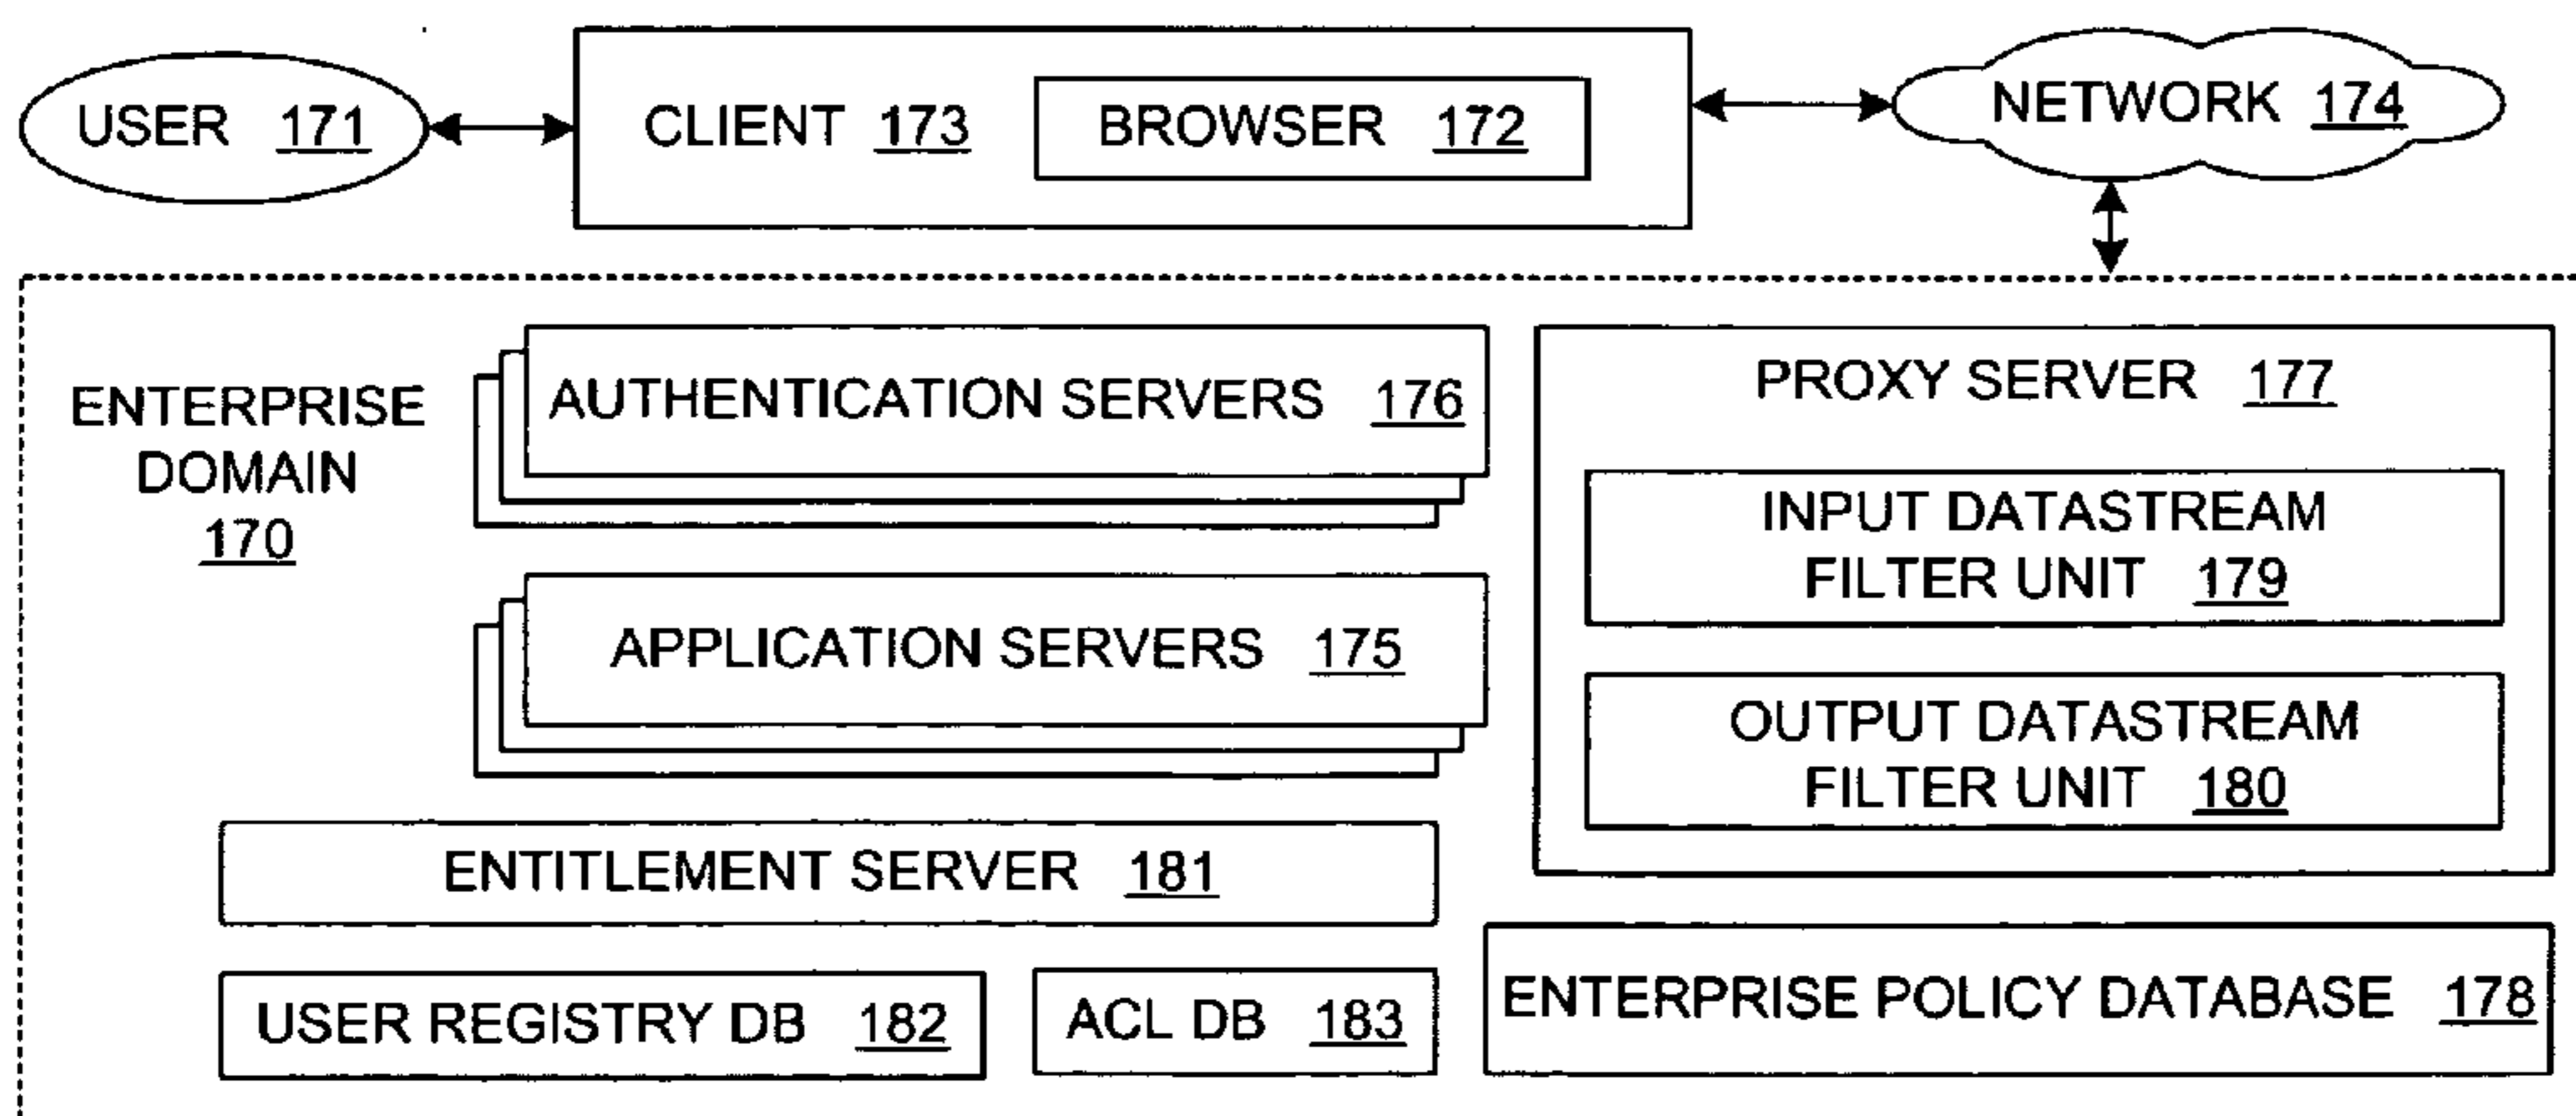 USER 171
CLIENT 173
BROWSER 172
NETWORK 174
ENTERPRISE
DOMAIN
170
AUTHENTICATION SERVERS 176
APPLICATION SERVERS 175
ENTITLEMENT SERVER 181
USER REGISTRY DB 182
ACL DB 183
PROXY SERVER 177
INPUT DATASTREAM
FILTER UNIT 179
OUTPUT DATASTREAM
FILTER UNIT 180
ENTERPRISE POLICY DATABASE 178